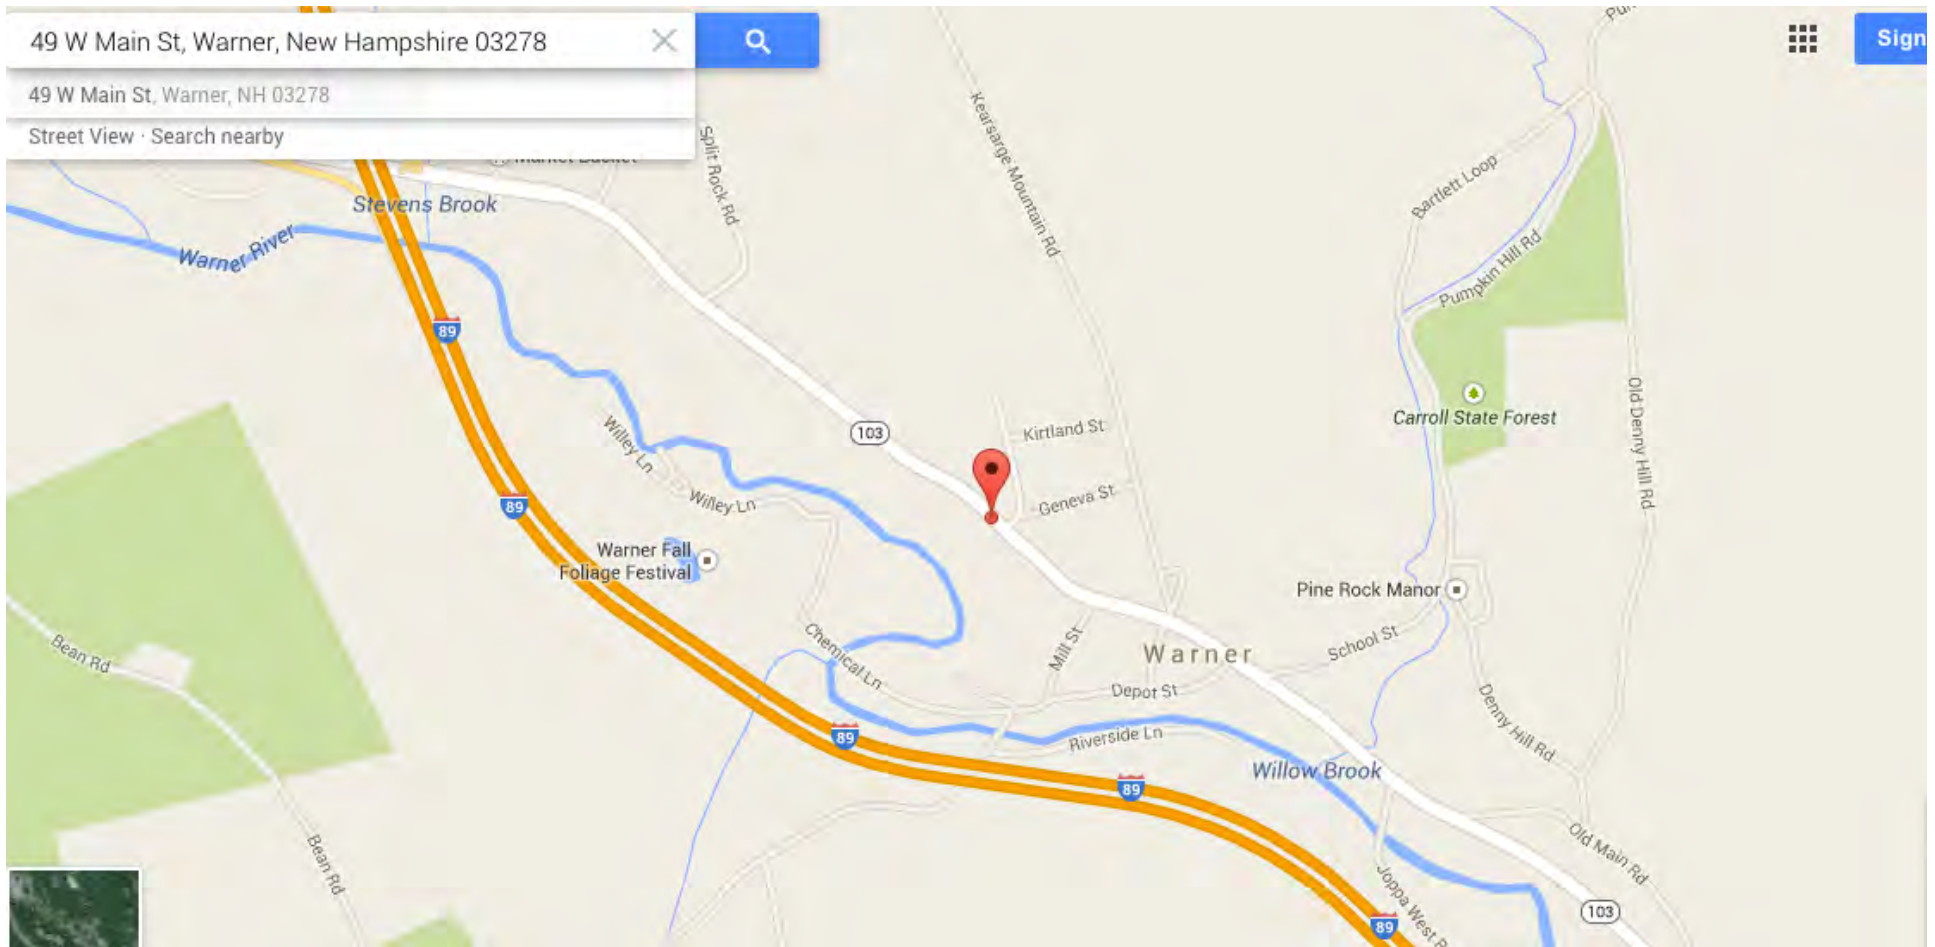 49 W Main St, Warner, New Hampshire 03278
Sign
49 W Main St, Warner, NH 03278
Street View · Search nearby
Market Basket
Split Rock Rd
Kearsarge Mountain Rd
Bartlett Loop
Stevens Brook
Warner River
Pumpkin Hill Rd
89
Old Denny Hill Rd
Carroll State Forest
103
Kirtland St
Willey Ln
Geneva St
Willey Ln
89
Warner Fall
Foliage Festival
Pine Rock Manor
Bean Rd
Chemical Ln
Mill St
Warner
School St
Depot St
Denny Hill Rd
89
Riverside Ln
Willow Brook
89
Bean Rd
Old Main Rd
Joppa West R
103
89